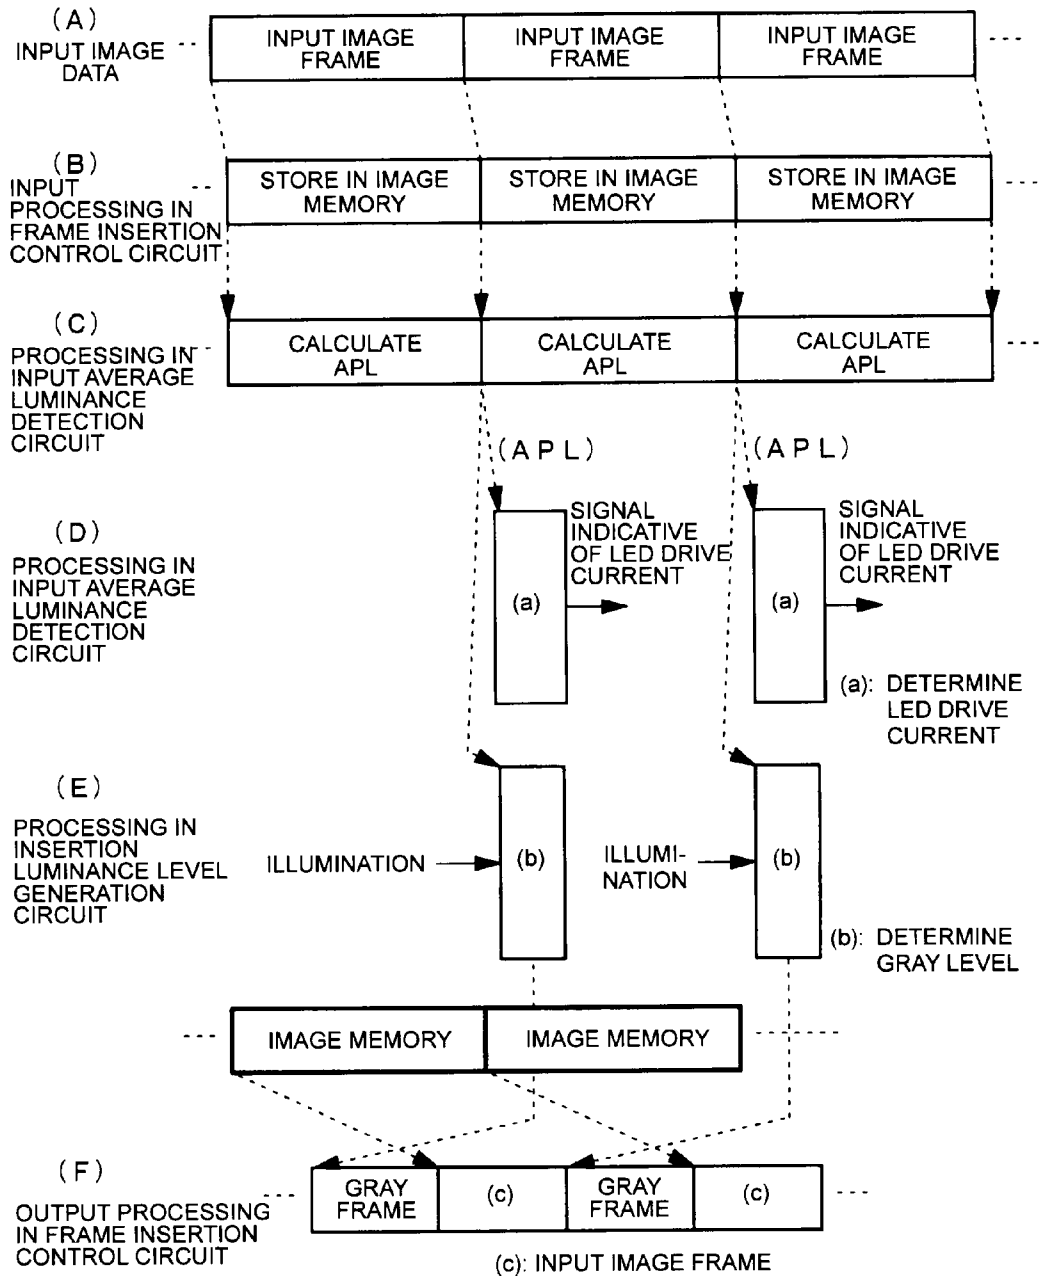 (A)
INPUT IMAGE
DATA
INPUT IMAGE
FRAME
INPUT IMAGE
FRAME
INPUT IMAGE
FRAME
(B)
INPUT
PROCESSING IN
FRAME INSERTION
CONTROL CIRCUIT
STORE IN IMAGE
MEMORY
STORE IN IMAGE
MEMORY
STORE IN IMAGE
MEMORY
(C)
PROCESSING IN
INPUT AVERAGE
LUMINANCE
DETECTION
CIRCUIT
CALCULATE
APL
CALCULATE
APL
CALCULATE
APL
(APL)
(APL)
(D)
PROCESSING IN
INPUT AVERAGE
LUMINANCE
DETECTION
CIRCUIT
(a)
SIGNAL
INDICATIVE
OF LED DRIVE
CURRENT
(a)
SIGNAL
INDICATIVE
OF LED DRIVE
CURRENT
(a): DETERMINE
LED DRIVE
CURRENT
(E)
PROCESSING IN
INSERTION
LUMINANCE LEVEL
GENERATION
CIRCUIT
ILLUMINATION
(b)
ILLUMI-
NATION
(b)
(b): DETERMINE
GRAY LEVEL
IMAGE MEMORY
IMAGE MEMORY
(F)
OUTPUT PROCESSING
IN FRAME INSERTION
CONTROL CIRCUIT
GRAY
FRAME
(c)
GRAY
FRAME
(c)
(c): INPUT IMAGE FRAME